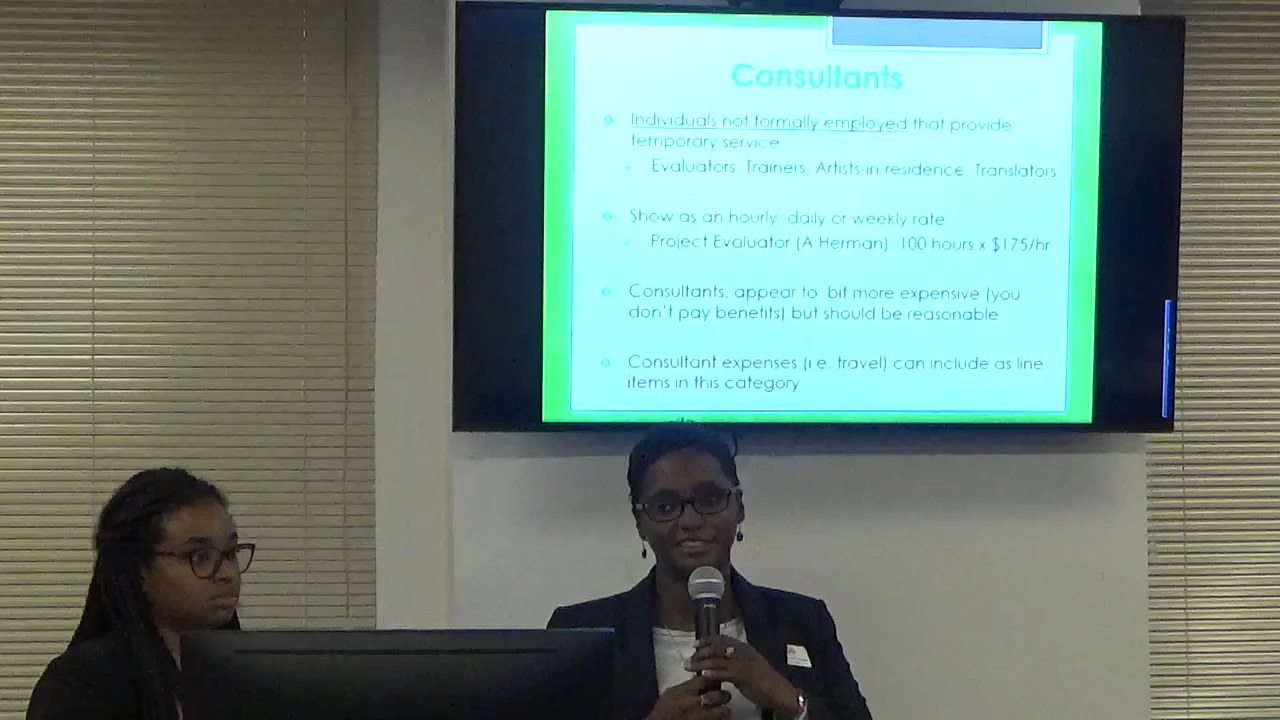 Consultants
Individuals not formally employed that provide
temporary service
Evaluators, Trainers, Artists-in-residence, Translators
Show as an hourly, daily or weekly rate
Project Evaluator (A Herman) 100 hours x $175/hr
Consultants, appear to bit more expensive (you
don't pay benefits) but should be reasonable
Consultant expenses (i.e. travel) can include as line
items in this category